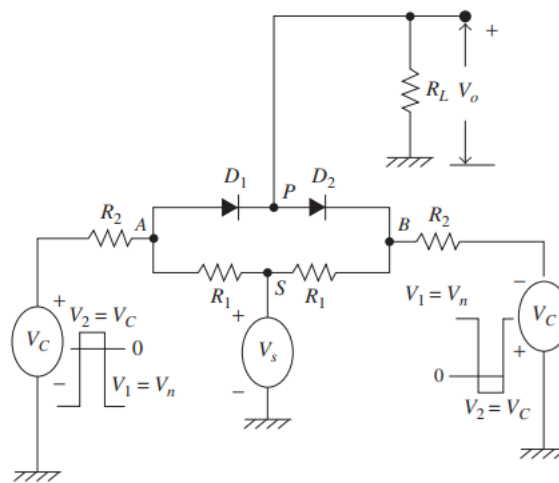 +
R_L V_o
D_1 P D_2
R_2 A B R_2
R_1 S R_1
+ V_2 = V_C + V_1 = V_n −
V_C 0 V_s V_C
− V_1 = V_n − 0 +
V_2 = V_C